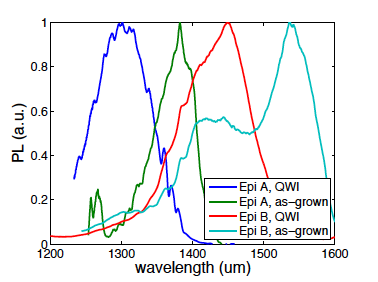 PL (a.u.)
1
0.8
0.6
0.4
0.2
0
Epi A, QWI
Epi A, as–grown
Epi B, QWI
Epi B, as–grown
1200 1300 1400 1500 1600
wavelength (um)